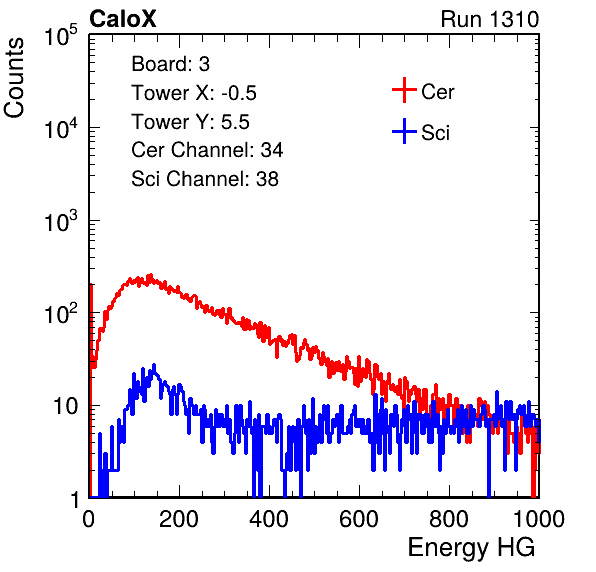 CaloX
Run 1310
Counts
10^5
10^4
10^3
10^2
10
1
Board: 3
Tower X: -0.5
Tower Y: 5.5
Cer Channel: 34
Sci Channel: 38
Cer
Sci
0 200 400 600 800 1000
Energy HG